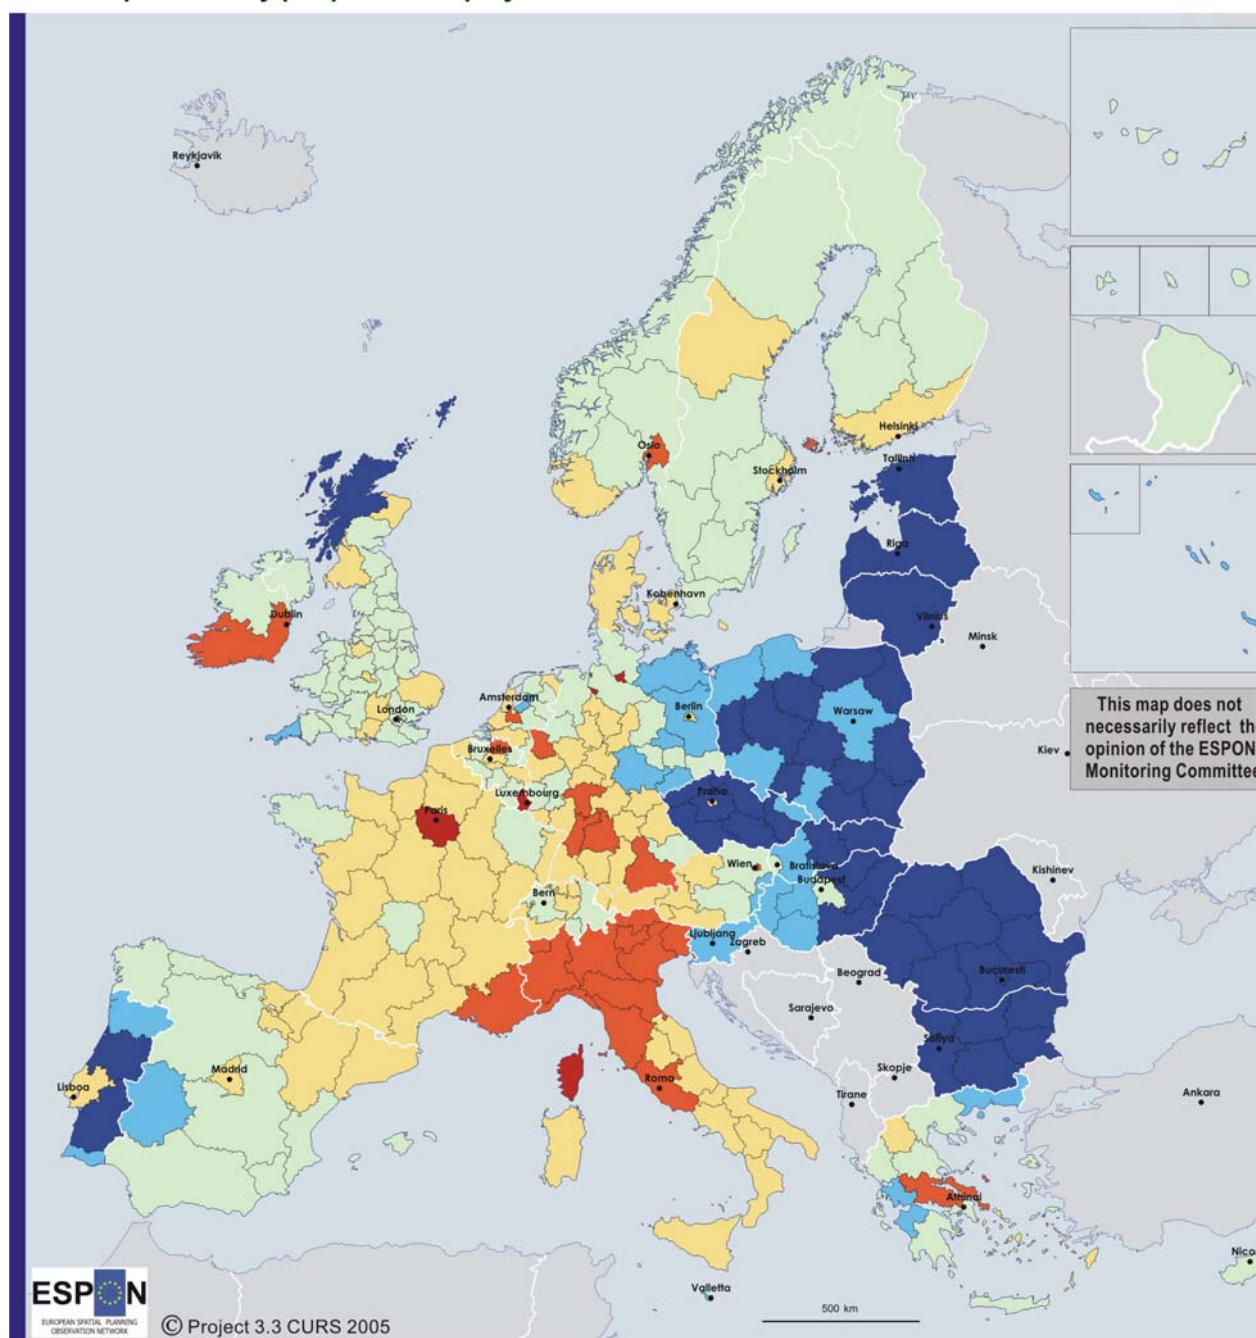 Reykjavik
Oslo
Helsinki
Tallinn
Stockholm
Riga
Kobenhavn
Vilnius
Minsk
Dublin
Amsterdam
London
Berlin
Warsaw
This map does not
necessarily reflect th
opinion of the ESPON
Monitoring Committee
Kiev
Bruxelles
Luxembourg
Praha
Paris
Wien
Bratislava
Kishinev
Budapest
Bern
Ljubljana
Zagreb
Beograd
Bucuresti
Sarajevo
Sofiya
Skopje
Madrid
Lisboa
Roma
Tirane
Ankara
Athinai
Nico
Valletta
500 km
ESPON
EUROPEAN SPATIAL PLANNING
OBSERVATION NETWORK
© Project 3.3 CURS 2005